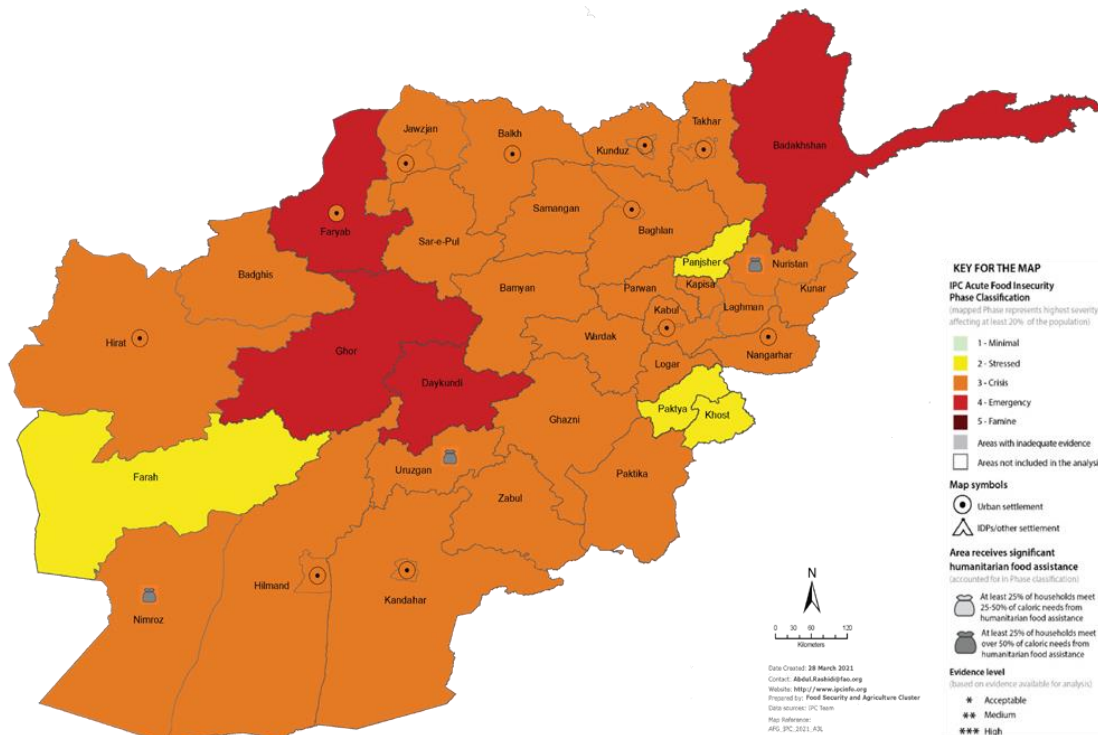 Jawzjan
Balkh
Kunduz
Takhar
Badakhshan
Faryab
Sar-e-Pul
Samangan
Baghlan
Badghis
Panjsher
Nuristan
Bamyan
Parwan
Kapisa
Kunar
Kabul
Laghman
Hirat
Ghor
Wardak
Nangarhar
Logar
Daykundi
Paktya
Khost
Ghazni
Farah
Uruzgan
Paktika
Zabul
Hilmand
Kandahar
Nimroz
N
0 30 60 120
Kilometers
Date Created: 28 March 2021
Contact: Abdul.Rashidi@fao.org
Website: http://www.ipcinfo.org
Prepared by: Food Security and Agriculture Cluster
Data sources: IPC Team
Map Reference:
AFG_IPC_2021_A3L
KEY FOR THE MAP
IPC Acute Food Insecurity
Phase Classification
(mapped Phase represents highest severity
affecting at least 20% of the population)
1 - Minimal
2 - Stressed
3 - Crisis
4 - Emergency
5 - Famine
Areas with inadequate evidence
Areas not included in the analysi
Map symbols
Urban settlement
IDPs/other settlement
Area receives significant
humanitarian food assistance
(accounted for in Phase classification)
At least 25% of households meet
25-50% of caloric needs from
humanitarian food assistance
At least 25% of households meet
over 50% of caloric needs from
humanitarian food assistance
Evidence level
(based on evidence available for analysis)
* Acceptable
** Medium
*** High